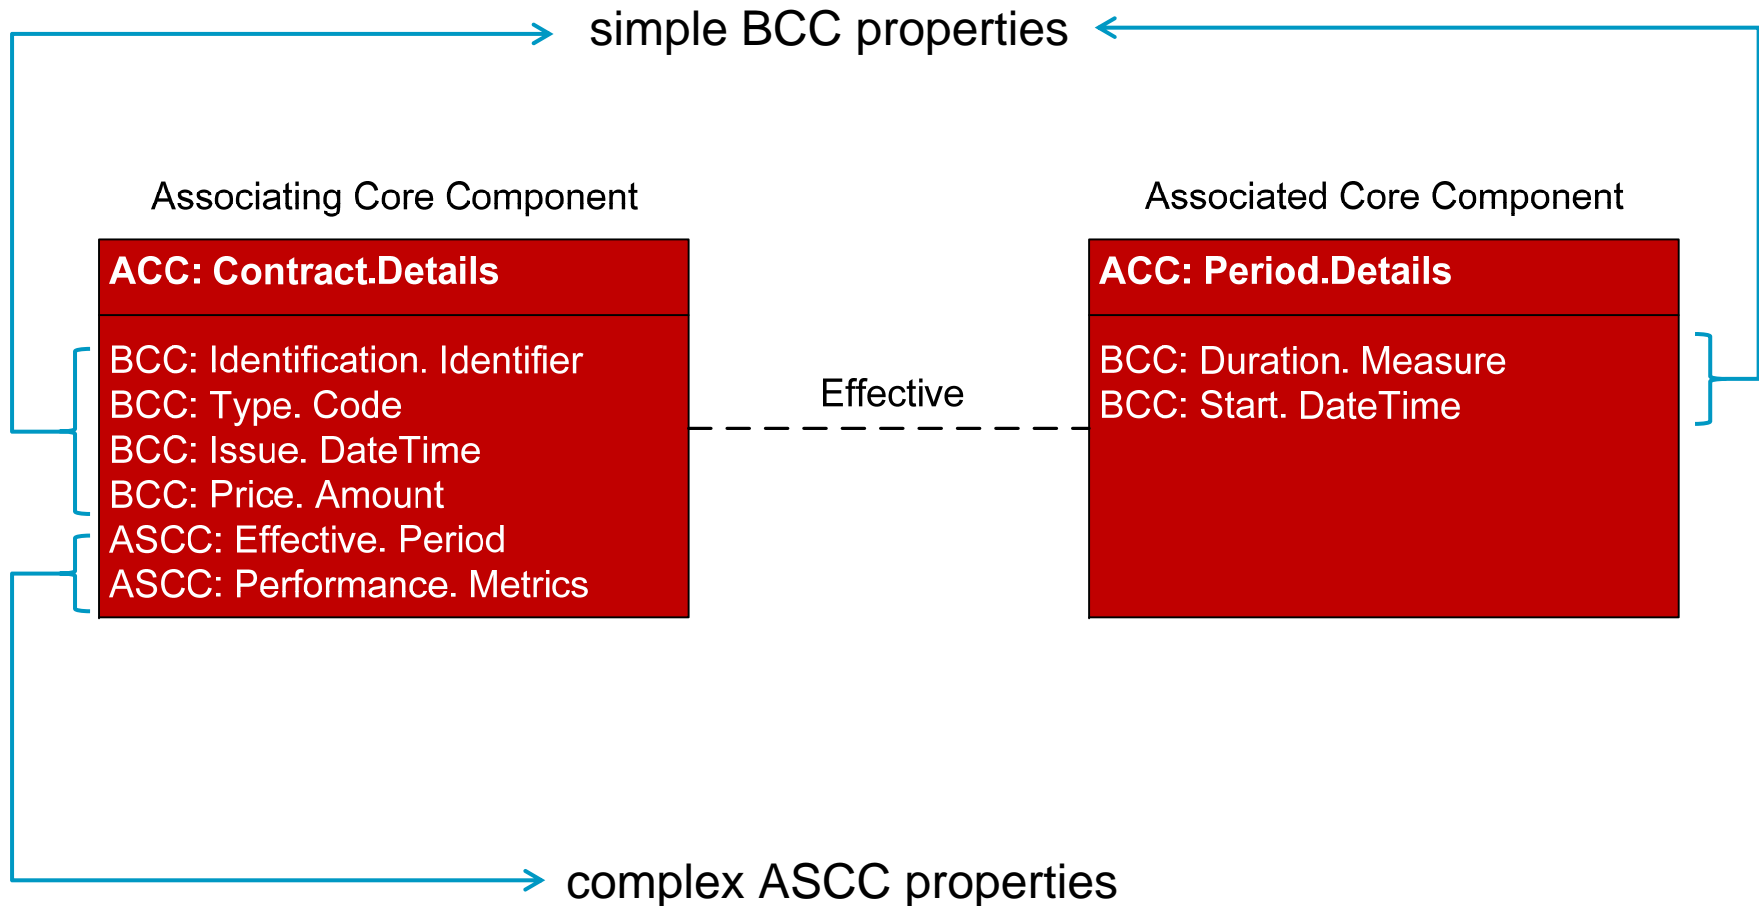 simple BCC properties
Associating Core Component
ACC: Contract.Details
BCC: Identification. Identifier
BCC: Type. Code
BCC: Issue. DateTime
BCC: Price. Amount
ASCC: Effective. Period
ASCC: Performance. Metrics
Effective
Associated Core Component
ACC: Period.Details
BCC: Duration. Measure
BCC: Start. DateTime
complex ASCC properties